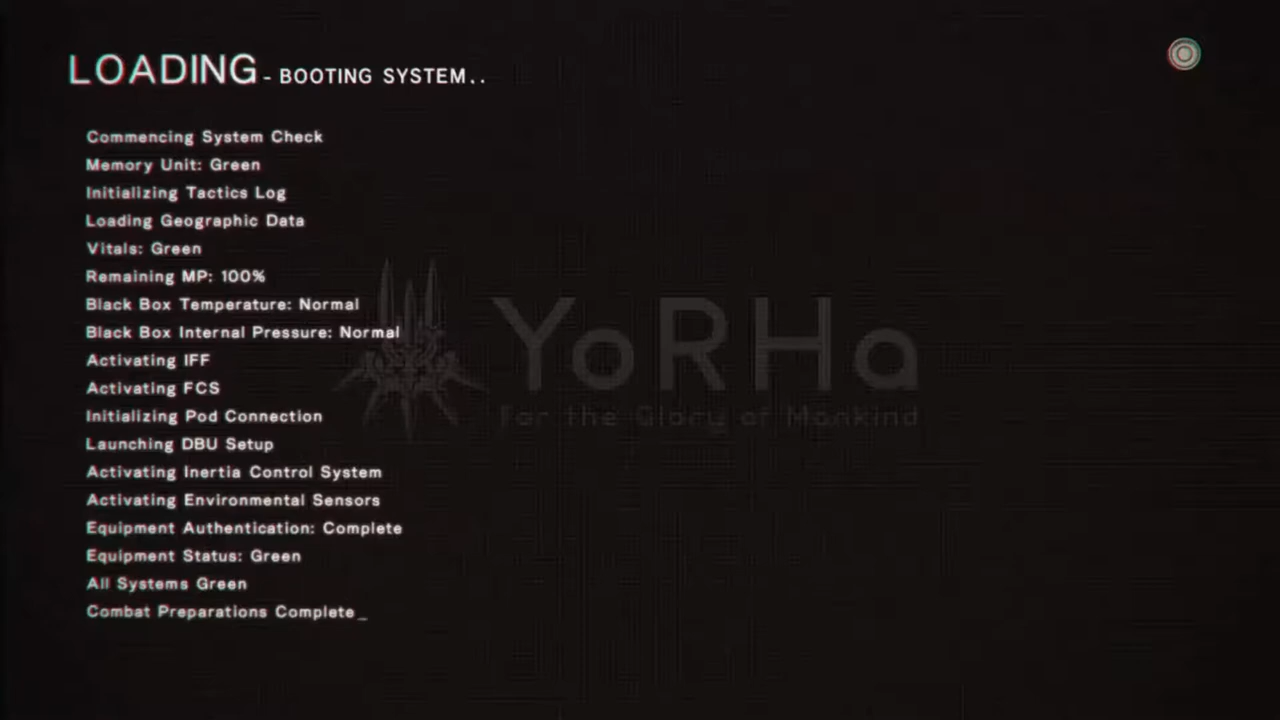 LOADING - BOOTING SYSTEM..
Commencing System Check
Memory Unit: Green
Initializing Tactics Log
Loading Geographic Data
Vitals: Green
Remaining MP: 100%
Black Box Temperature: Normal
Black Box Internal Pressure: Normal
Activating IFF
Activating FCS
Initializing Pod Connection
Launching DBU Setup
Activating Inertia Control System
Activating Environmental Sensors
Equipment Authentication: Complete
Equipment Status: Green
All Systems Green
Combat Preparations Complete_
YoRHa
For the Glory of Mankind